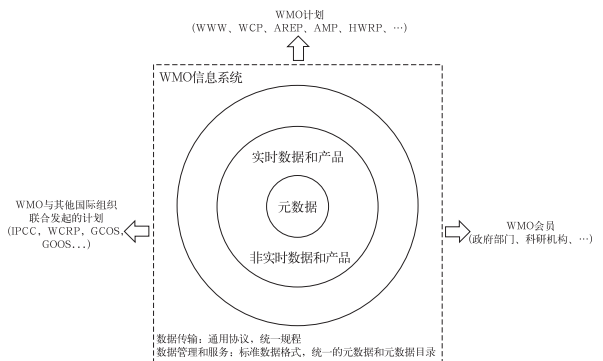 WMO计划
(WWW、WCP、AREP、AMP、HWRP、…)
WMO信息系统
实时数据和产品
元数据
非实时数据和产品
WMO与其他国际组织
联合发起的计划
(IPCC，WCRP，GCOS，
GOOS...)
WMO会员
(政府部门、科研机构、…)
数据传输：通用协议，统一规程
数据管理和服务：标准数据格式，统一的元数据和元数据目录